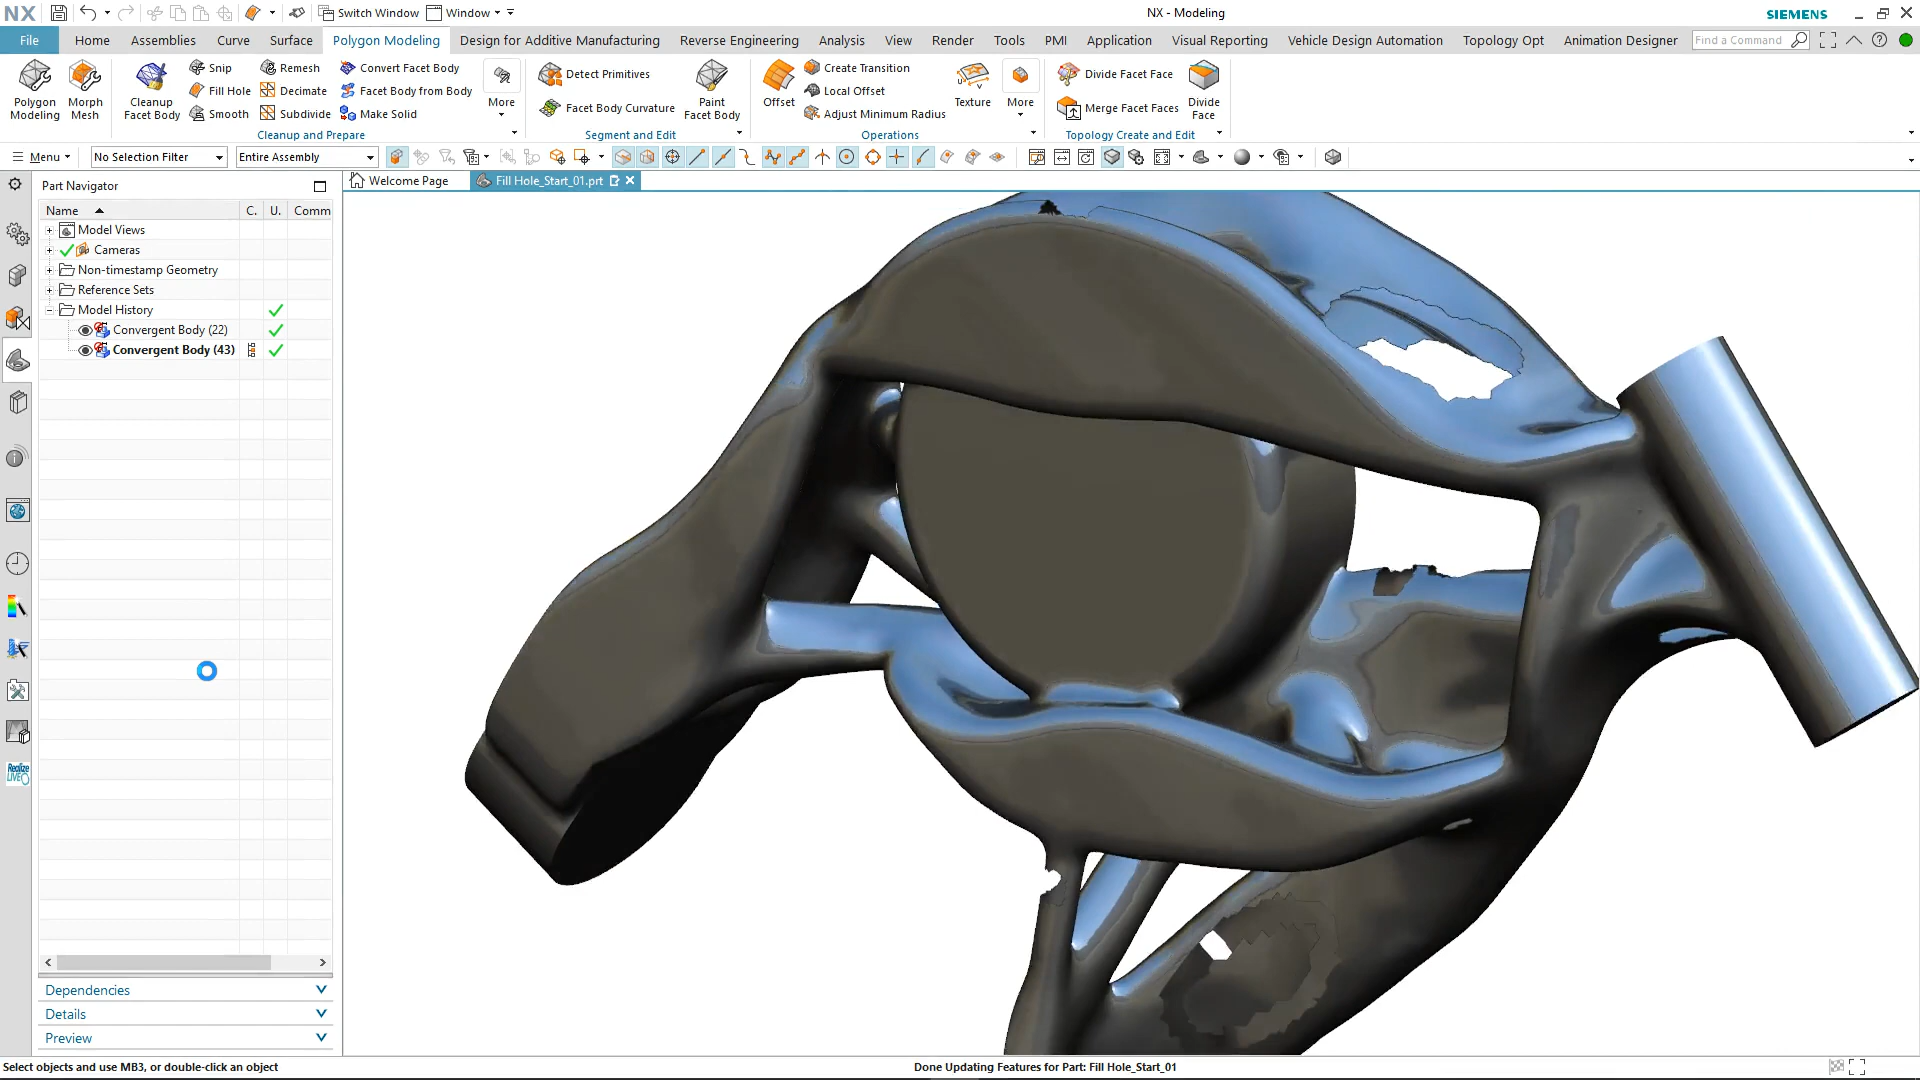 NX Switch Window Window NX - Modeling SIEMENS
File Home Assemblies Curve Surface Polygon Modeling Design for Additive Manufacturing Reverse Engineering Analysis View Render Tools PMI Application Visual Reporting Vehicle Design Automation Topology Opt Animation Designer Find a Command
Snip Remesh Convert Facet Body Detect Primitives Create Transition Divide Facet Face
Fill Hole Decimate Facet Body from Body Local Offset
Polygon Modeling Morph Mesh Cleanup Facet Body More Paint Facet Body Offset Texture More Divide Face
Smooth Subdivide Make Solid Facet Body Curvature Adjust Minimum Radius Merge Facet Faces
Cleanup and Prepare Segment and Edit Operations Topology Create and Edit
Menu No Selection Filter Entire Assembly
Part Navigator Welcome Page Fill Hole_Start_01.prt
Name C. U. Comm
Model Views
Cameras
Non-timestamp Geometry
Reference Sets
Model History
Convergent Body (22)
Convergent Body (43)
Realize
LIVE
Dependencies
Details
Preview
Select objects and use MB3, or double-click an object Done Updating Features for Part: Fill Hole_Start_01